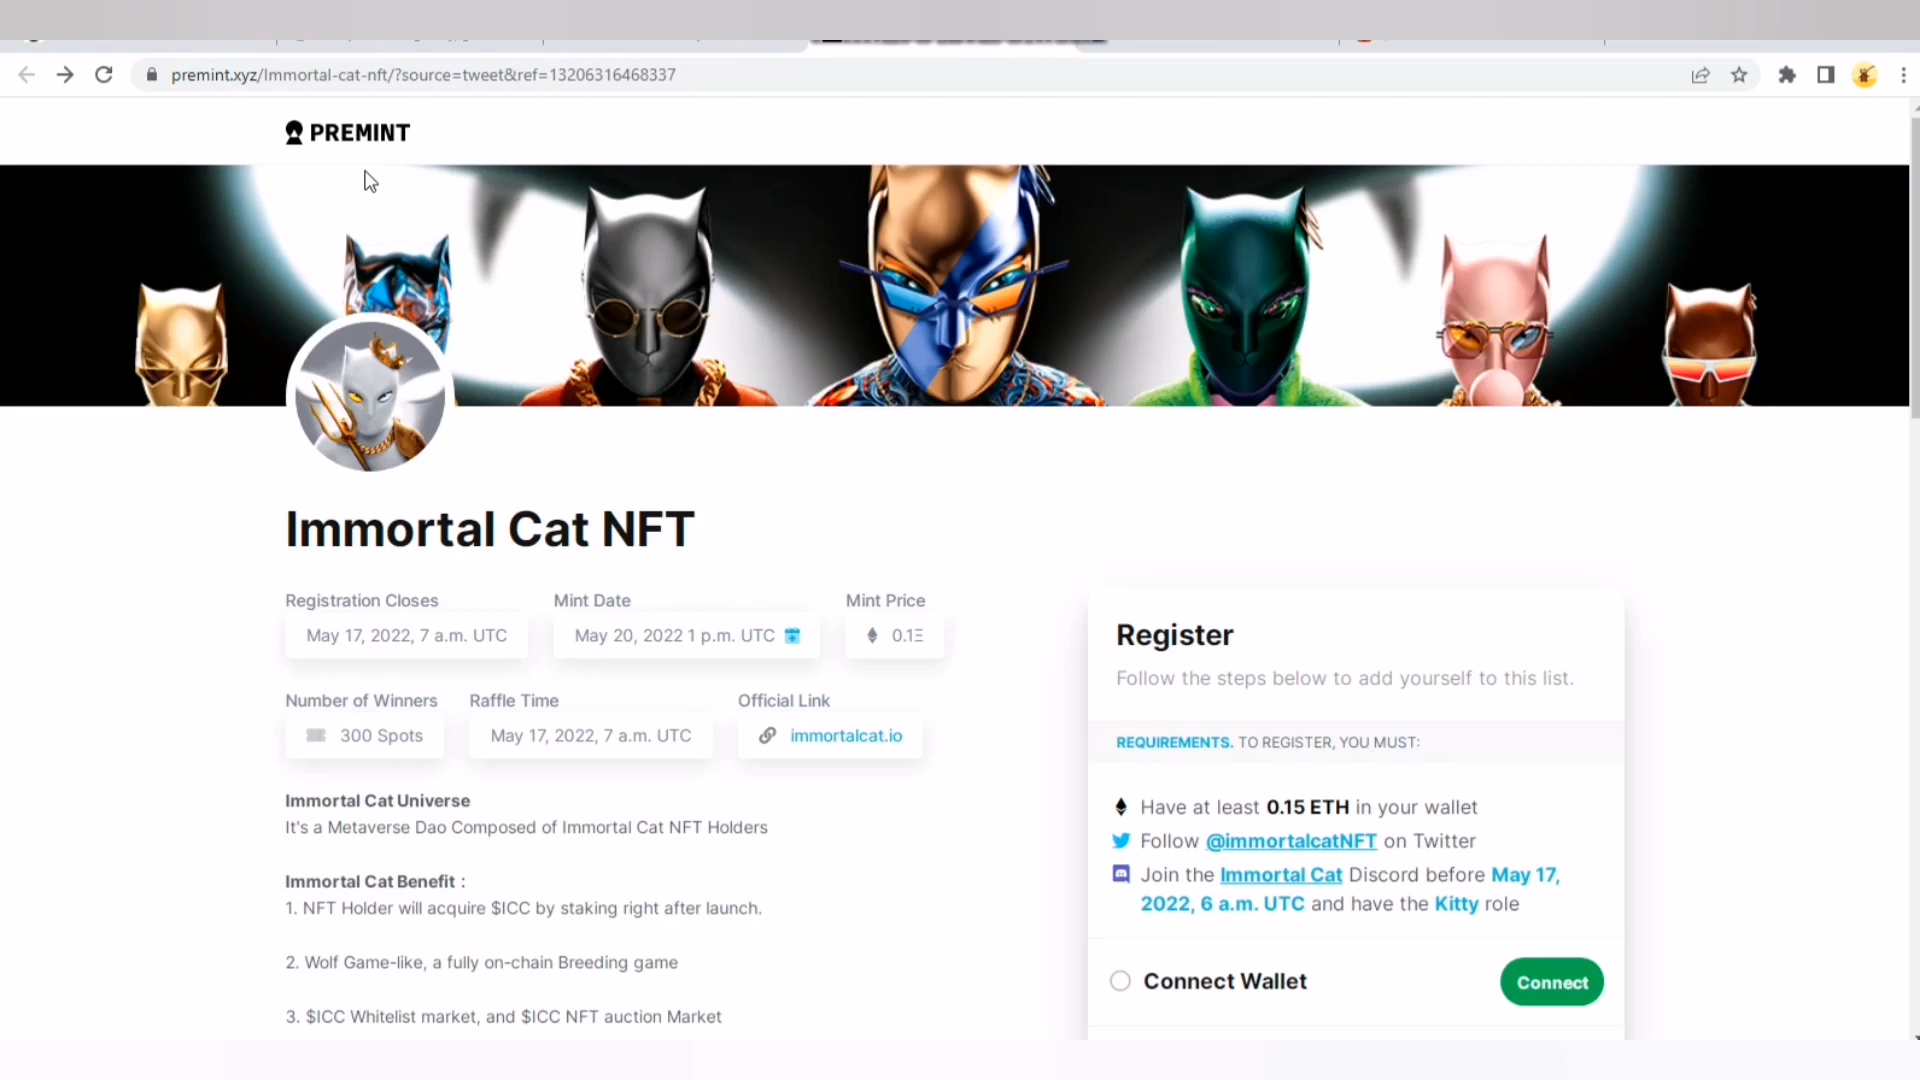 premint.xyz/Immortal-cat-nft/?source=tweet&ref=13206316468337
PREMINT
Immortal Cat NFT
Registration Closes
Mint Date
Mint Price
May 17, 2022, 7 a.m. UTC
May 20, 2022 1 p.m. UTC
0.1Ξ
Number of Winners
Raffle Time
Official Link
300 Spots
May 17, 2022, 7 a.m. UTC
immortalcat.io
Immortal Cat Universe
It's a Metaverse Dao Composed of Immortal Cat NFT Holders
Immortal Cat Benefit :
1. NFT Holder will acquire $ICC by staking right after launch.
2. Wolf Game-like, a fully on-chain Breeding game
3. $ICC Whitelist market, and $ICC NFT auction Market
Register
Follow the steps below to add yourself to this list.
REQUIREMENTS. TO REGISTER, YOU MUST:
Have at least 0.15 ETH in your wallet
Follow @immortalcatNFT on Twitter
Join the Immortal Cat Discord before May 17,
2022, 6 a.m. UTC and have the Kitty role
Connect Wallet
Connect